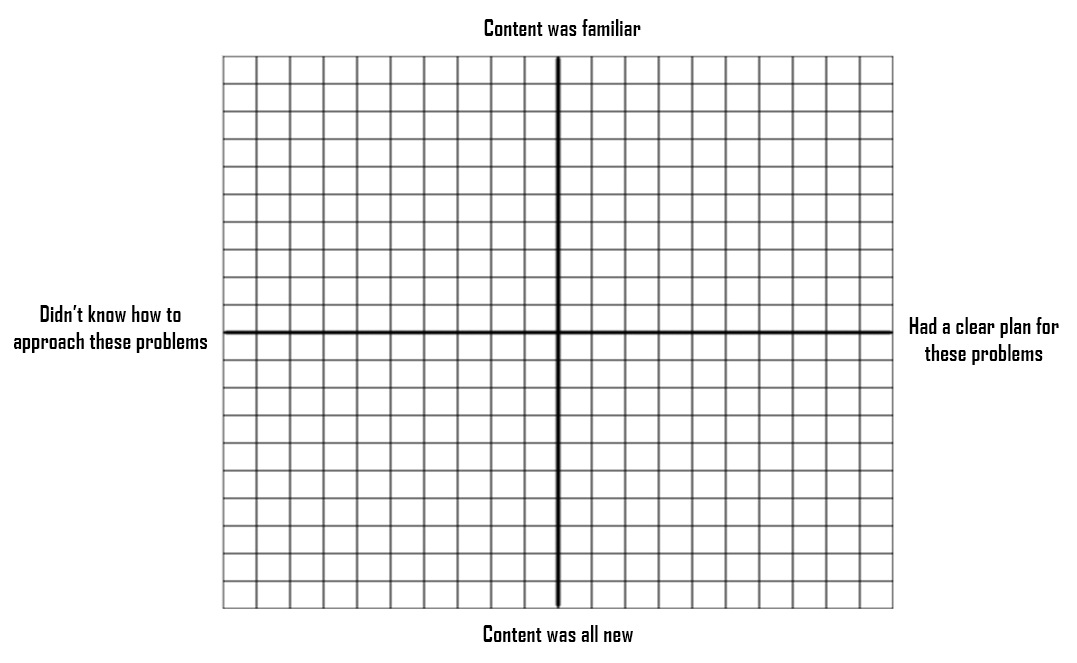 Content was familiar
Didn't know how to
approach these problems
Had a clear plan for
these problems
Content was all new